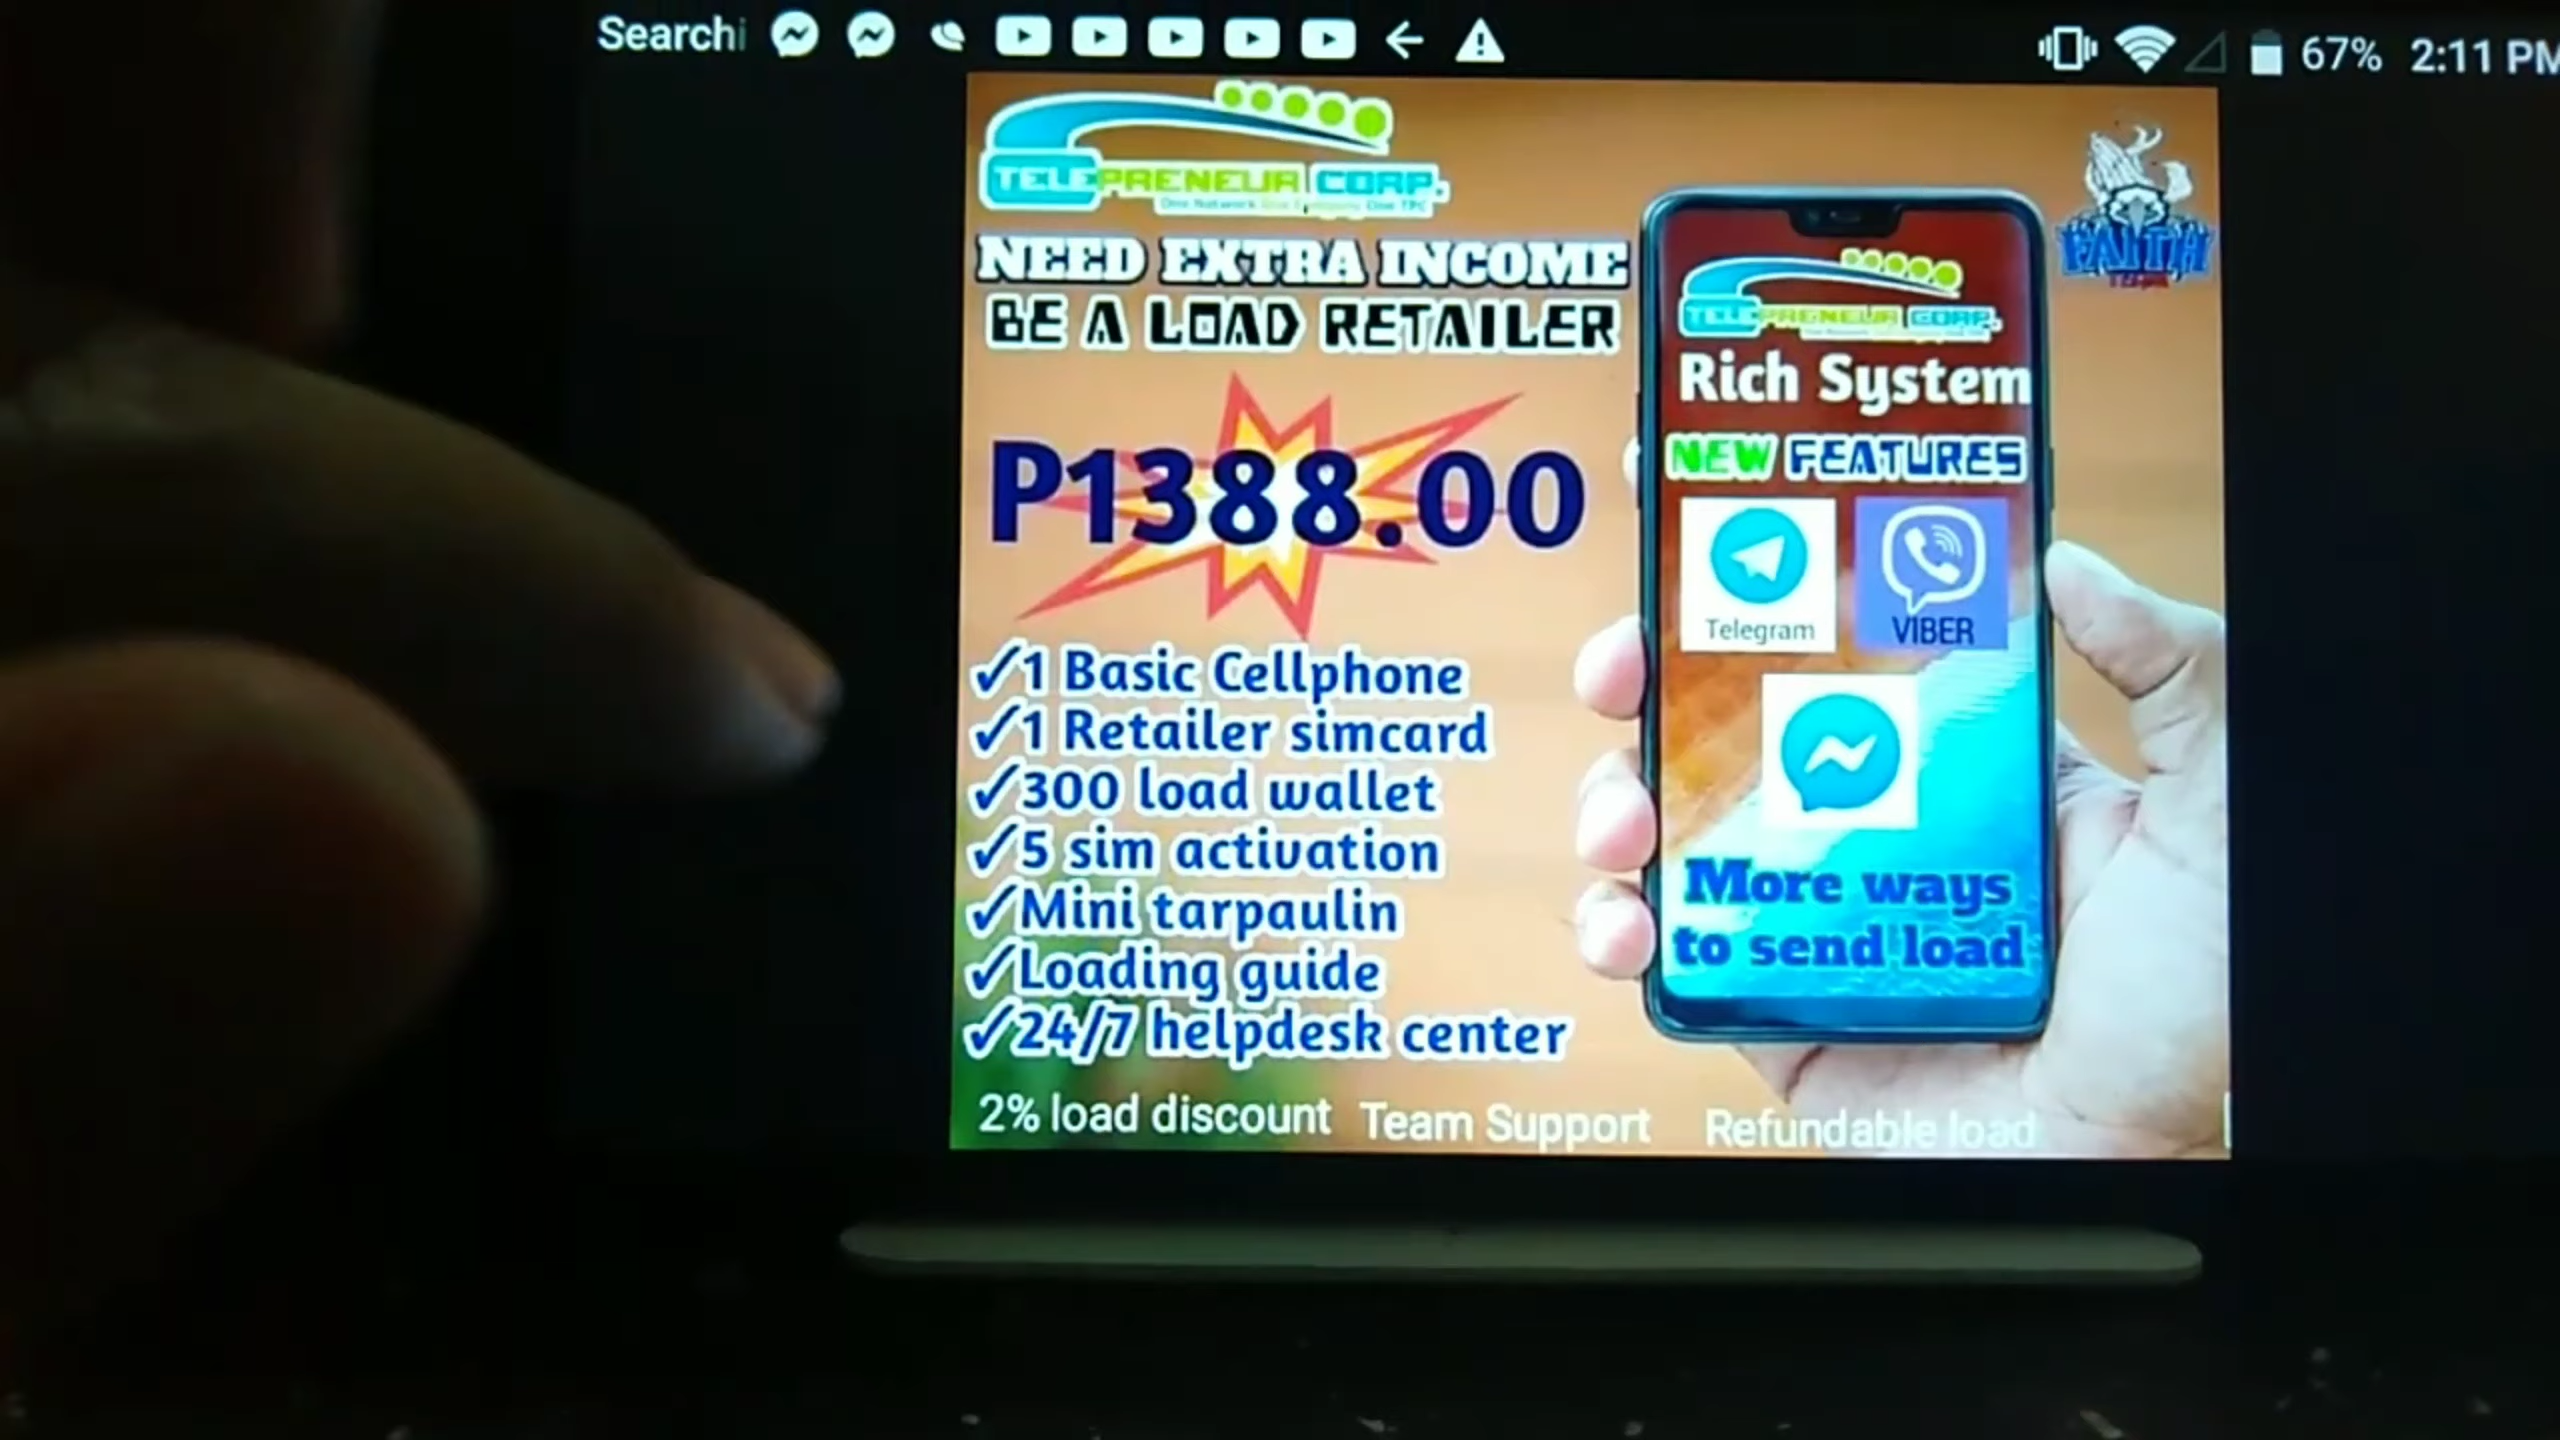 Searchi
67% 2:11 PM
TELEPRENEUR CORP.
NEED EXTRA INCOME
BE A LOAD RETAILER
P1388.00
✓1 Basic Cellphone
✓1 Retailer simcard
✓300 load wallet
✓5 sim activation
✓Mini tarpaulin
✓Loading guide
✓24/7 helpdesk center
2% load discount Team Support Refundable load
FAITH
TELEPRENEUR CORP.
Rich System
NEW FEATURES
Telegram VIBER
More ways
to send load